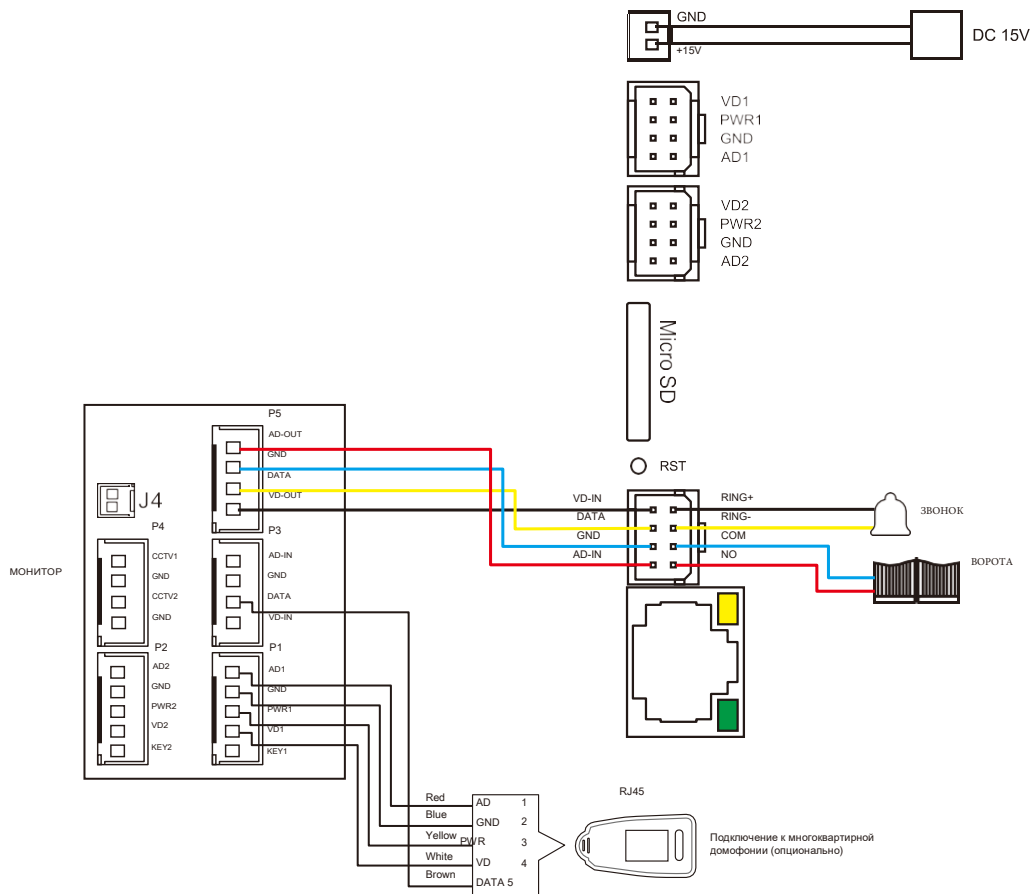 GND
+15V
DC 15V
VD1
PWR1
GND
AD1
VD2
PWR2
GND
AD2
Micro SD
RST
VD-IN
DATA
GND
AD-IN
RING+
RING-
COM
NO
ЗВОНОК
ВОРОТА
МОНИТОР
P5
AD-OUT
GND
DATA
VD-OUT
J4
P4
CCTV1
GND
CCTV2
GND
P3
AD-IN
GND
DATA
VD-IN
P2
AD2
GND
PWR2
VD2
KEY2
P1
AD1
GND
PWR1
VD1
KEY1
Red
Blue
Yellow
White
Brown
AD 1
GND 2
PWR 3
VD 4
DATA 5
RJ45
Подключение к многоквартирной
домофонии (опционально)